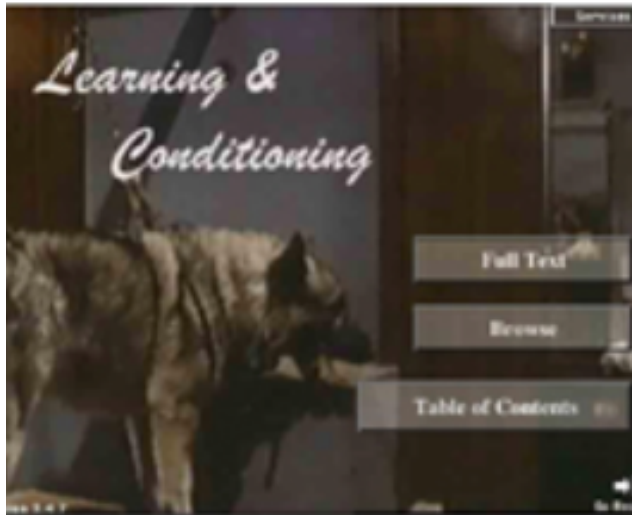 Learning &
Conditioning
Full Text
Browse
Table of Contents